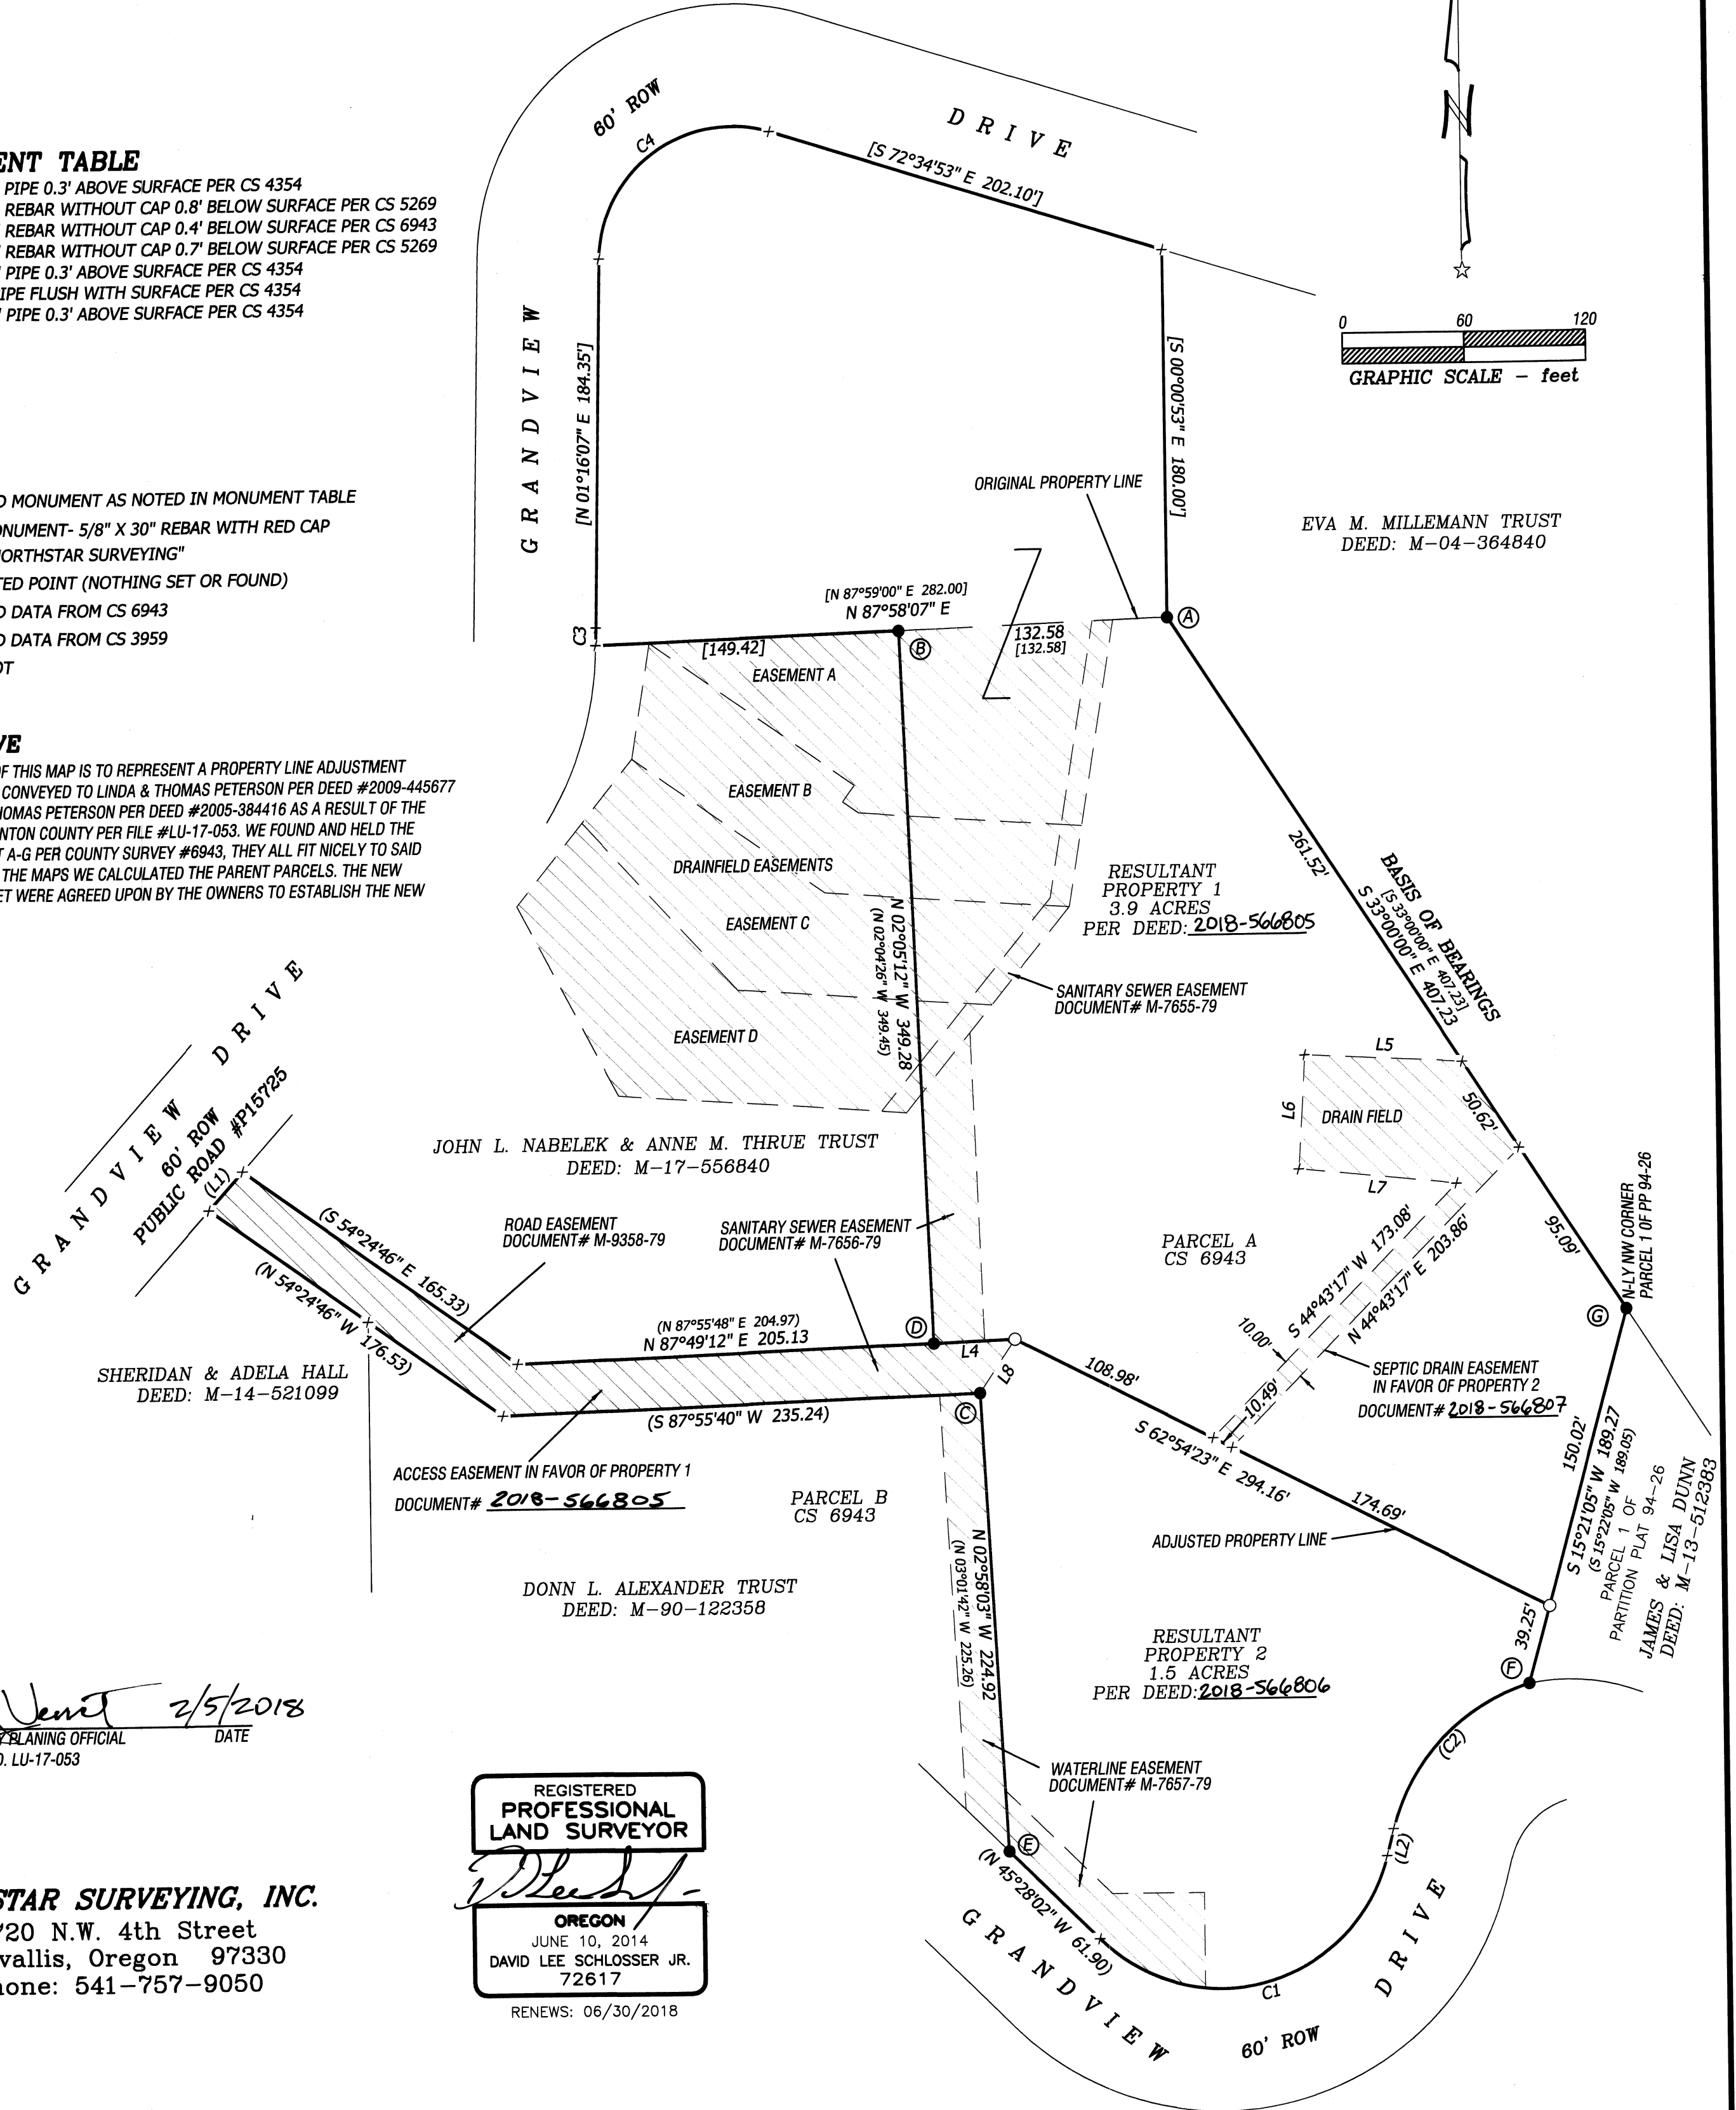 ENT TABLE
PIPE 0.3' ABOVE SURFACE PER CS 4354
REBAR WITHOUT CAP 0.8' BELOW SURFACE PER CS 5269
REBAR WITHOUT CAP 0.4' BELOW SURFACE PER CS 6943
REBAR WITHOUT CAP 0.7' BELOW SURFACE PER CS 5269
PIPE 0.3' ABOVE SURFACE PER CS 4354
IPE FLUSH WITH SURFACE PER CS 4354
PIPE 0.3' ABOVE SURFACE PER CS 4354
D MONUMENT AS NOTED IN MONUMENT TABLE
ONUMENT- 5/8" X 30" REBAR WITH RED CAP
ORTHSTAR SURVEYING"
TED POINT (NOTHING SET OR FOUND)
D DATA FROM CS 6943
D DATA FROM CS 3959
OT
VE
OF THIS MAP IS TO REPRESENT A PROPERTY LINE ADJUSTMENT
CONVEYED TO LINDA & THOMAS PETERSON PER DEED #2009-445677
HOMAS PETERSON PER DEED #2005-384416 AS A RESULT OF THE
NTON COUNTY PER FILE #LU-17-053. WE FOUND AND HELD THE
T A-G PER COUNTY SURVEY #6943, THEY ALL FIT NICELY TO SAID
THE MAPS WE CALCULATED THE PARENT PARCELS. THE NEW
ET WERE AGREED UPON BY THE OWNERS TO ESTABLISH THE NEW
60' ROW
C4
DRIVE
[S 72°34'53" E 202.10']
N
0 60 120
GRAPHIC SCALE - feet
GRANDVIEW
[N 01°16'07" E 184.35']
[S 00°00'53" E 180.00']
ORIGINAL PROPERTY LINE
EVA M. MILLEMANN TRUST
DEED: M-04-364840
[N 87°59'00" E 282.00]
N 87°58'07" E
C3
[149.42]
132.58
[132.58]
A
B
EASEMENT A
EASEMENT B
DRAINFIELD EASEMENTS
EASEMENT C
EASEMENT D
N 02°05'12" W 349.28
(N 02°04'26" W 349.45)
RESULTANT
PROPERTY 1
3.9 ACRES
PER DEED: 2018-566805
261.52'
BASIS OF BEARINGS
[S 33°00'00" E 407.23]
S 33°00'00" E 407.23
SANITARY SEWER EASEMENT
DOCUMENT# M-7655-79
L5
L6
DRAIN FIELD
L7
50.62'
95.09'
N-LY NW CORNER
PARCEL 1 OF PP 94-26
G
GRANDVIEW DRIVE
60' ROW
PUBLIC ROAD #P15725
(L1)
JOHN L. NABELEK & ANNE M. THRUE TRUST
DEED: M-17-556840
ROAD EASEMENT
DOCUMENT# M-9358-79
SANITARY SEWER EASEMENT
DOCUMENT# M-7656-79
(S 54°24'46" E 165.33)
(N 54°24'46" W 176.53)
PARCEL A
CS 6943
S 44°43'17" W 173.08'
N 44°43'17" E 203.86'
10.00'
10.49'
(N 87°55'48" E 204.97)
N 87°49'12" E 205.13
D
L4
L8
C
108.98'
S 62°54'23" E 294.16'
174.69'
SEPTIC DRAIN EASEMENT
IN FAVOR OF PROPERTY 2
DOCUMENT# 2018-566807
SHERIDAN & ADELA HALL
DEED: M-14-521099
(S 87°55'40" W 235.24)
ACCESS EASEMENT IN FAVOR OF PROPERTY 1
DOCUMENT# 2018-566805
PARCEL B
CS 6943
ADJUSTED PROPERTY LINE
150.02'
S 15°21'05" W 189.27
(S 15°22'05" W 189.05)
PARCEL 1 OF
PARTITION PLAT 94-26
JAMES & LISA DUNN
DEED: M-13-512383
39.25'
F
DONN L. ALEXANDER TRUST
DEED: M-90-122358
N 02°58'03" W 224.92
(N 03°01'42" W 225.26)
RESULTANT
PROPERTY 2
1.5 ACRES
PER DEED: 2018-566806
WATERLINE EASEMENT
DOCUMENT# M-7657-79
(C2)
(L2)
E
(N 45°28'02" W 61.90)
C1
GRANDVIEW
60' ROW
DRIVE
2/5/2018
PLANING OFFICIAL DATE
O. LU-17-053
REGISTERED
PROFESSIONAL
LAND SURVEYOR
OREGON
JUNE 10, 2014
DAVID LEE SCHLOSSER JR.
72617
RENEWS: 06/30/2018
STAR SURVEYING, INC.
720 N.W. 4th Street
vallis, Oregon 97330
hone: 541-757-9050